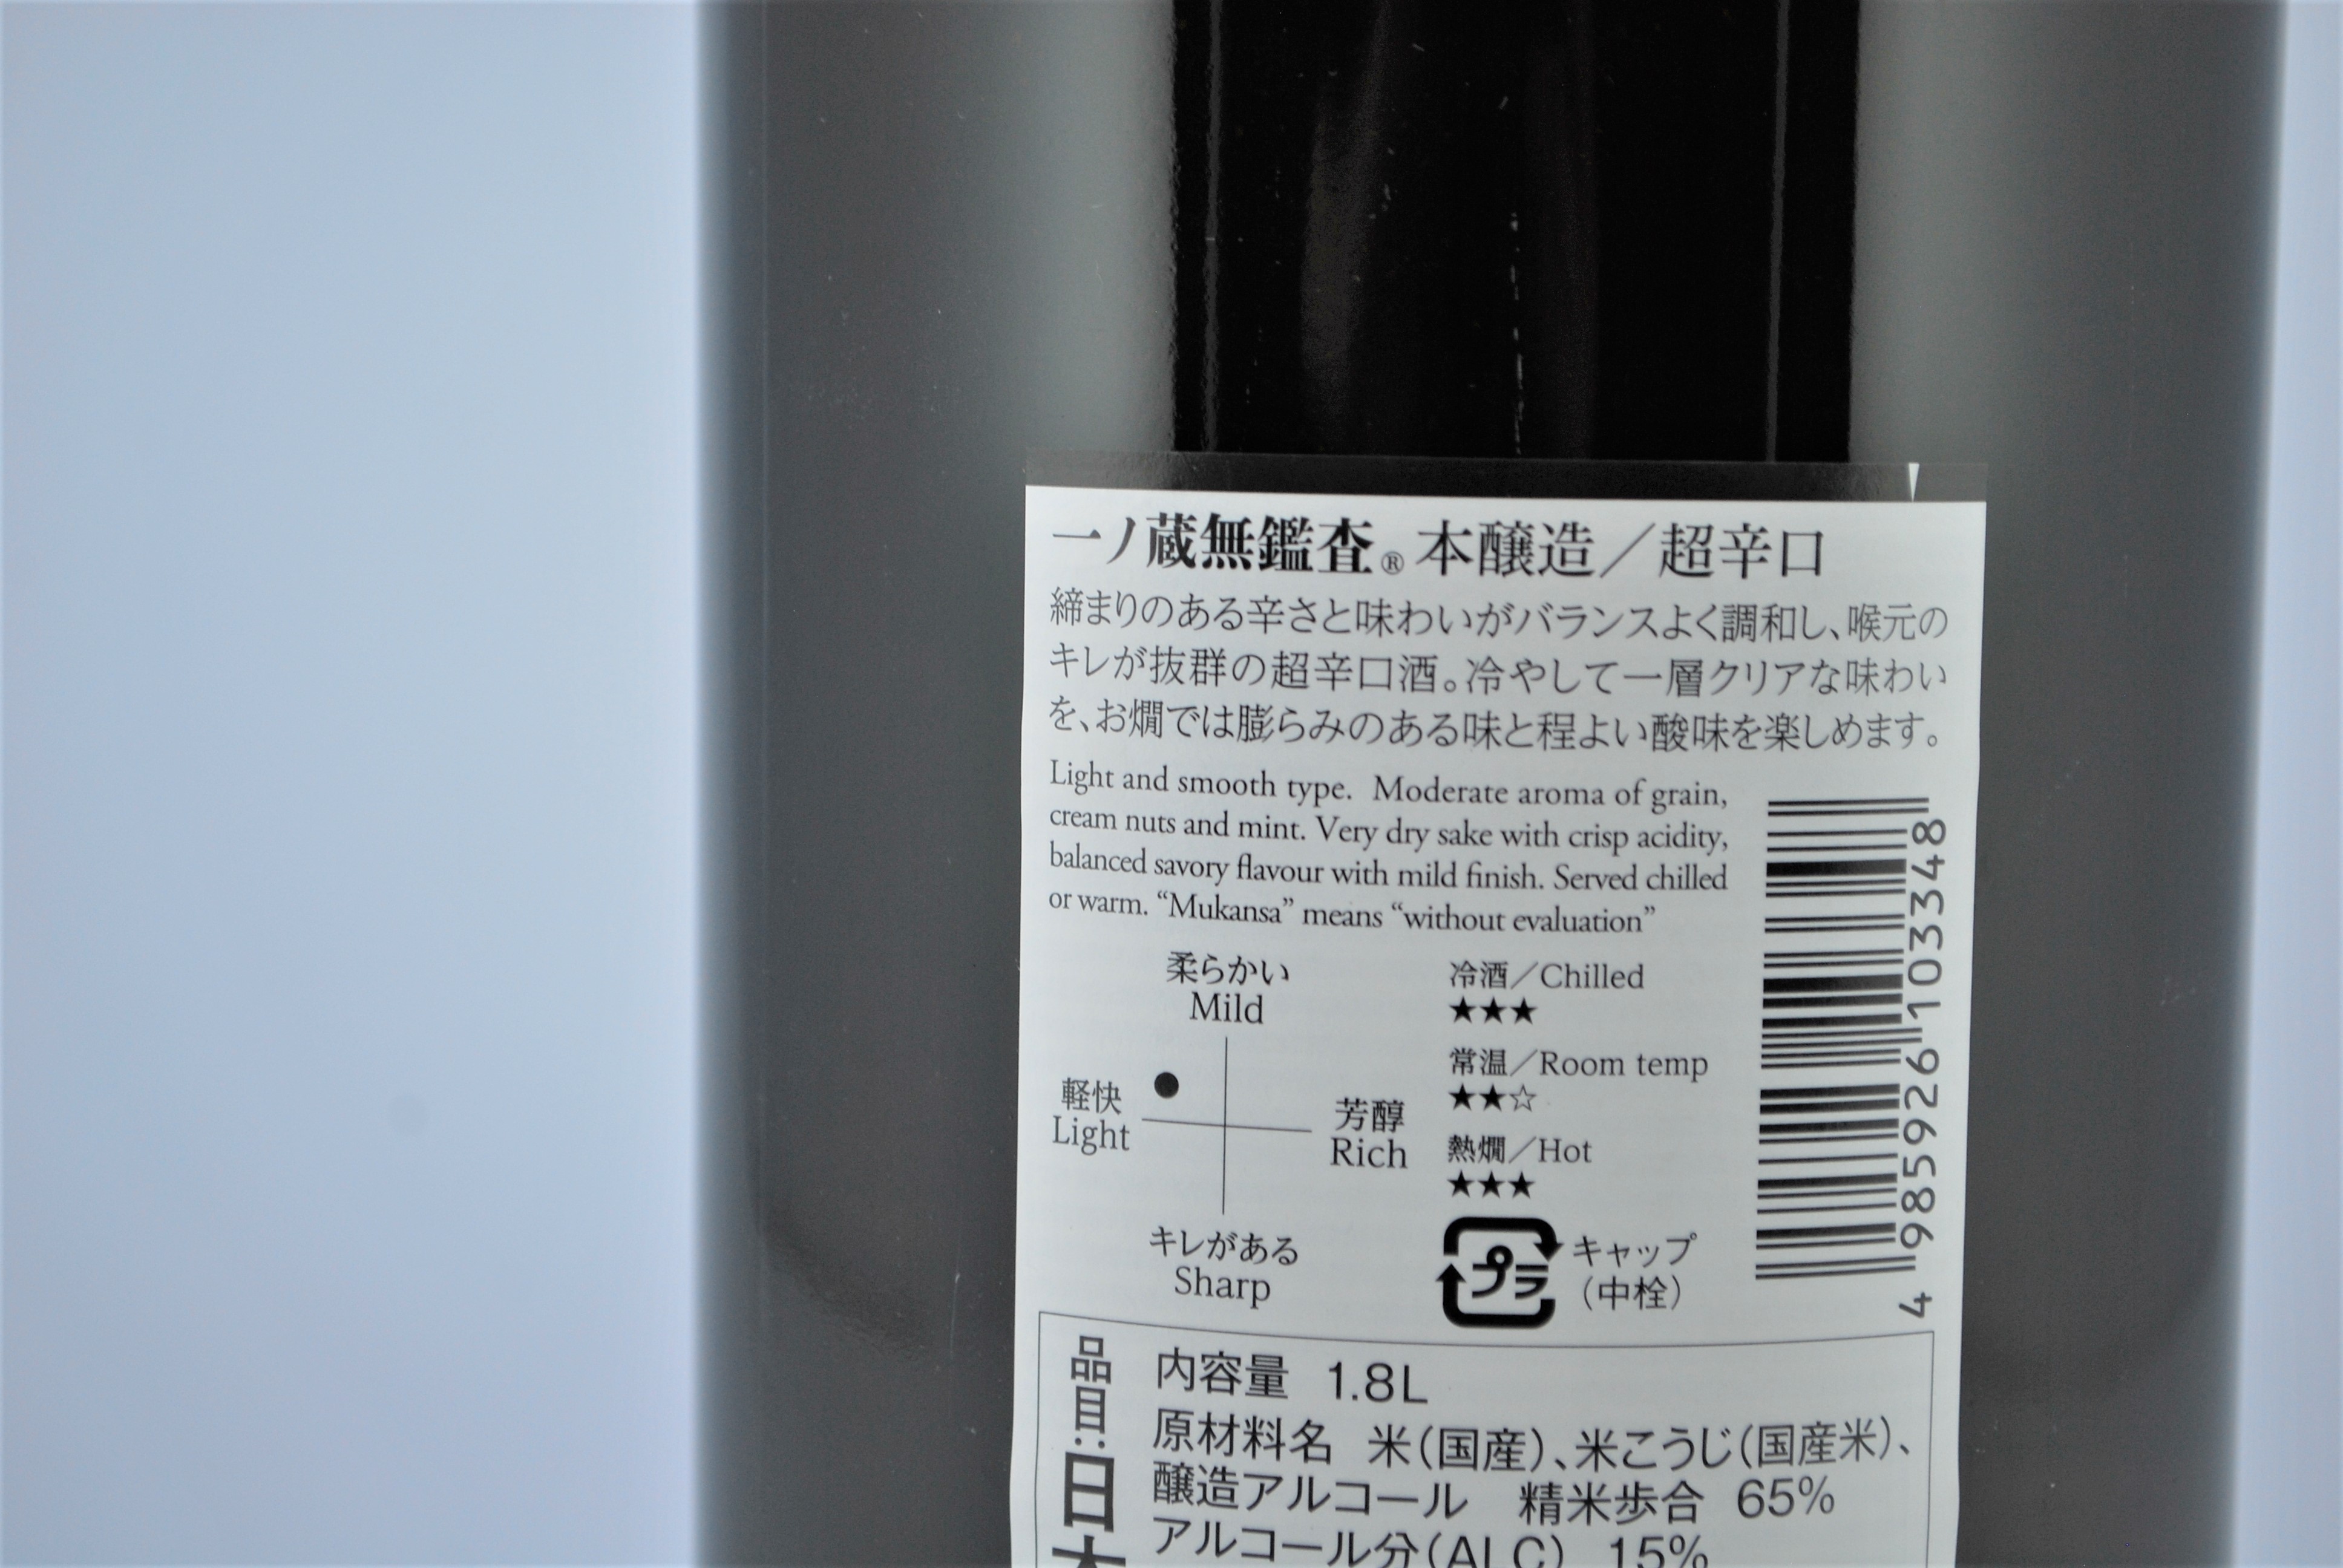 一ノ蔵無鑑査® 本醸造／超辛口
締まりのある辛さと味わいがバランスよく調和し、喉元の
キレが抜群の超辛口酒。冷やして一層クリアな味わい
を、お燗では膨らみのある味と程よい酸味を楽しめます。
Light and smooth type. Moderate aroma of grain,
cream nuts and mint. Very dry sake with crisp acidity,
balanced savory flavour with mild finish. Served chilled
or warm. “Mukansa” means “without evaluation”
柔らかい
Mild
軽快
Light
芳醇
Rich
キレがある
Sharp
冷酒／Chilled
★★★
常温／Room temp
★★☆
熱燗／Hot
★★★
プラ
キャップ
（中栓）
4 985926 103348
品目：日本
内容量 1.8L
原材料名 米（国産）、米こうじ（国産米）、
醸造アルコール 精米歩合 65%
アルコール分（ALC） 15%